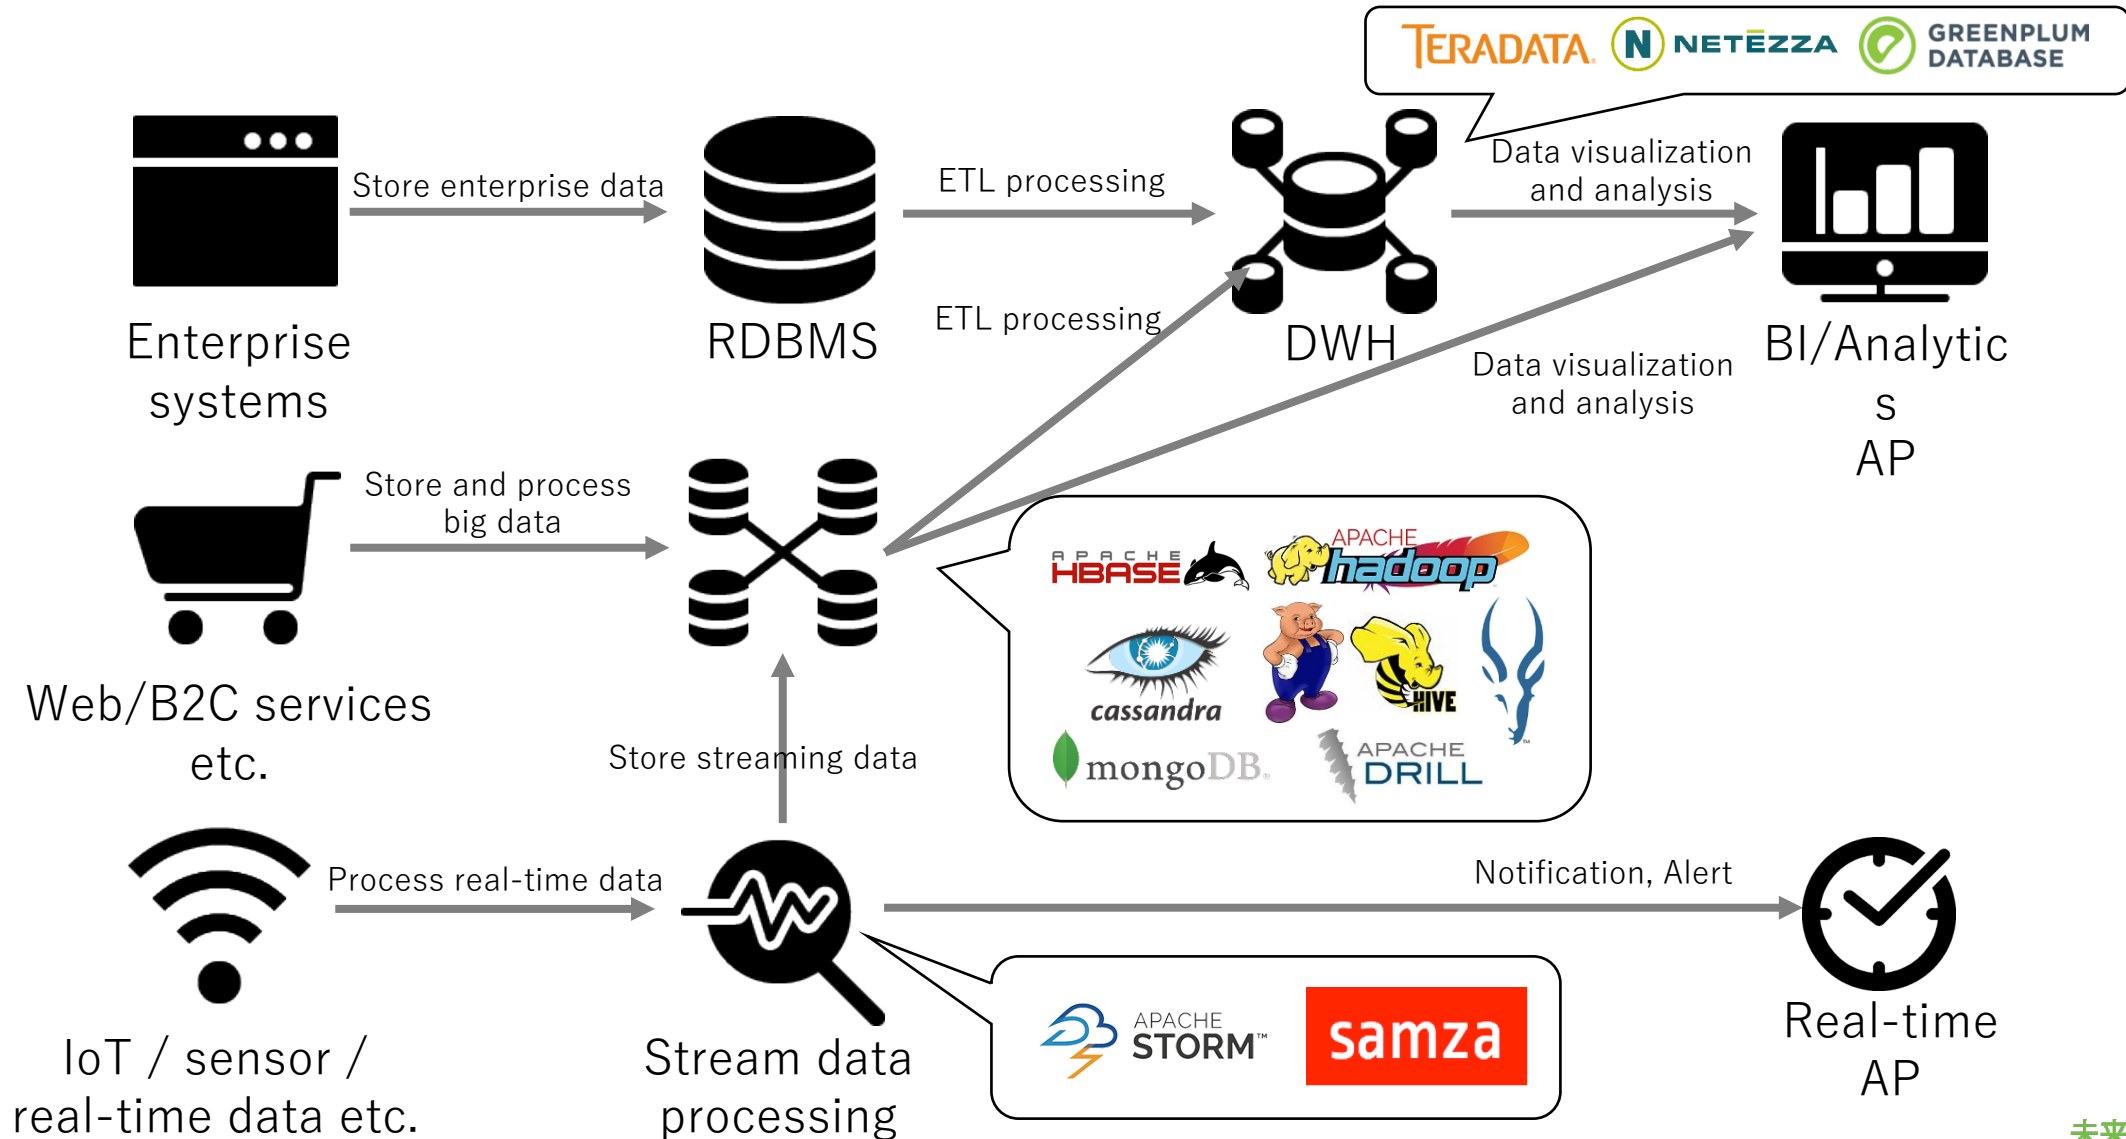 TERADATA
N NETEZZA
GREENPLUM
DATABASE
Store enterprise data
ETL processing
Data visualization
and analysis
Enterprise
systems
RDBMS
ETL processing
DWH
Data visualization
and analysis
BI/Analytic
s
AP
Store and process
big data
APACHE
HBASE
APACHE
hadoop
cassandra
HIVE
mongoDB
APACHE
DRILL
Web/B2C services
etc.
Store streaming data
Process real-time data
Notification, Alert
APACHE
STORM™
samza
IoT / sensor /
real-time data etc.
Stream data
processing
Real-time
AP